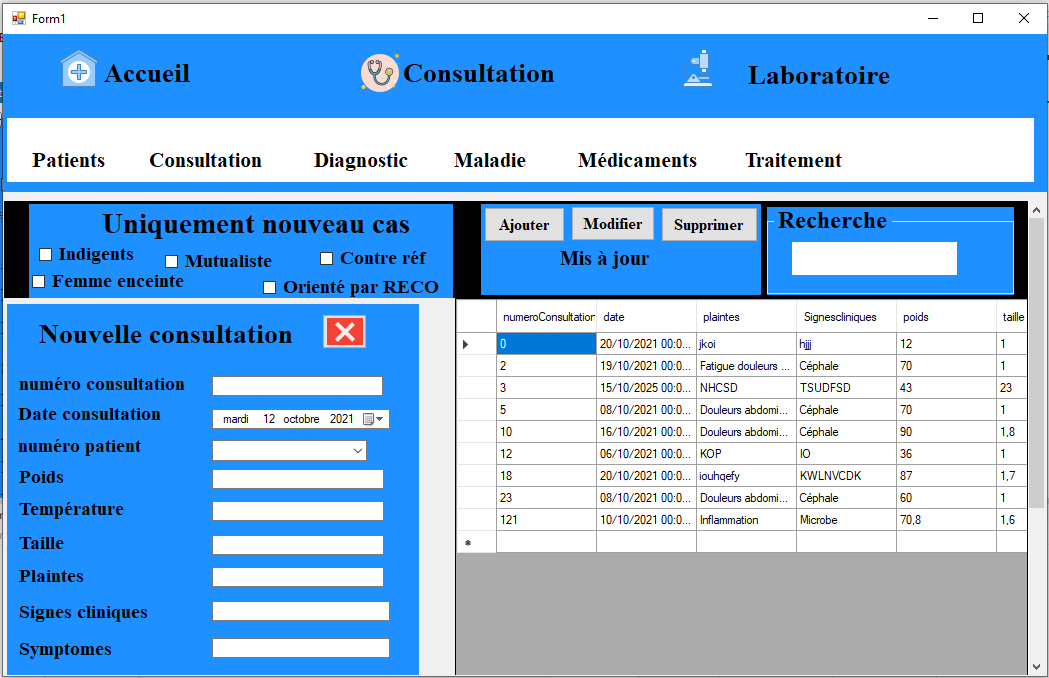 Form1
Accueil
Consultation
Laboratoire
Patients Consultation Diagnostic Maladie Médicaments Traitement
Uniquement nouveau cas
Indigents
Mutualiste
Contre réf
Femme enceinte
Orienté par RECO
Ajouter Modifier Supprimer
Mis à jour
Recherche
Nouvelle consultation
numéro consultation
Date consultation mardi 12 octobre 2021
numéro patient
Poids
Température
Taille
Plaintes
Signes cliniques
Symptomes
numeroConsultation date plaintes Signescliniques poids taille
0 20/10/2021 00:0... jkoi hjjj 12 1
2 19/10/2021 00:0... Fatigue douleurs ... Céphale 70 1
3 15/10/2025 00:0... NHCSD TSUDFSD 43 23
5 08/10/2021 00:0... Douleurs abdomi... Céphale 70 1
10 16/10/2021 00:0... Douleurs abdomi... Céphale 90 1,8
12 06/10/2021 00:0... KOP IO 36 1
18 20/10/2021 00:0... iouhqefy KWLNVCDK 87 1,7
23 08/10/2021 00:0... Douleurs abdomi... Céphale 60 1
121 10/10/2021 00:0... Inflammation Microbe 70,8 1,6